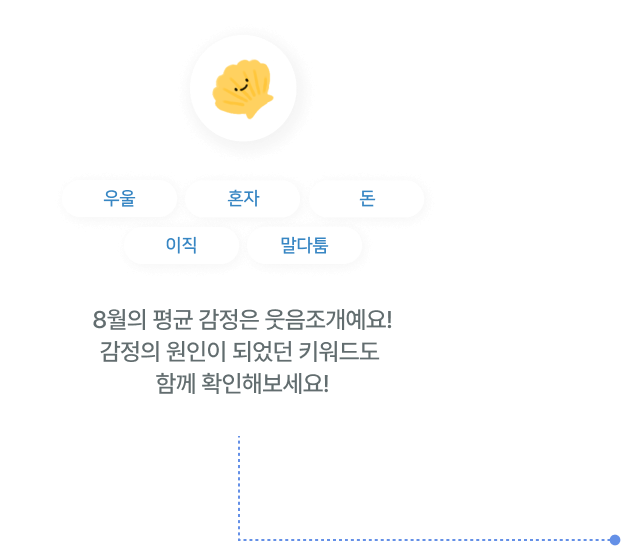 우울 혼자 돈
이직 말다툼
8월의 평균 감정은 웃음조개예요!
감정의 원인이 되었던 키워드도
함께 확인해보세요!